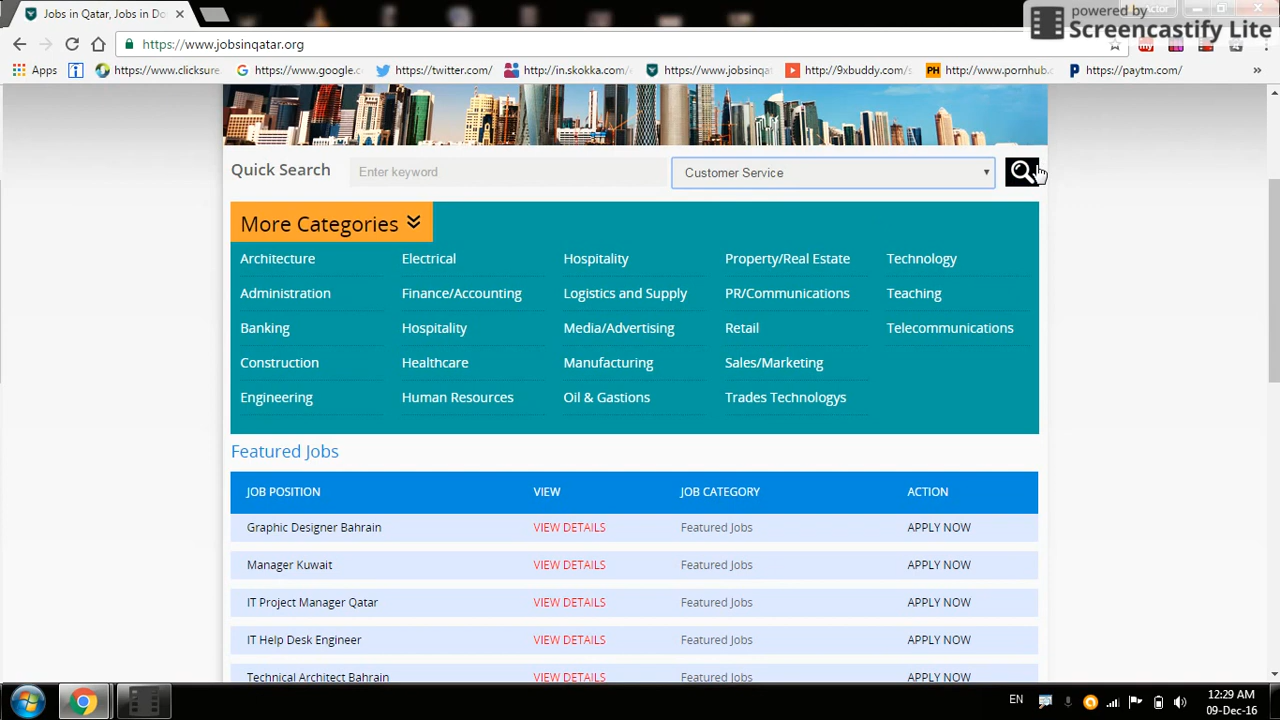 Jobs in Qatar, Jobs in Do
powered by
Screencastify Lite
https://www.jobsinqatar.org
Apps https://www.clicksure. https://www.google.c https://twitter.com/ http://in.skokka.com/ https://www.jobsinqat http://9xbuddy.com/s http://www.pornhub.c https://paytm.com/ »
Quick Search Enter keyword Customer Service
More Categories
Architecture Electrical Hospitality Property/Real Estate Technology
Administration Finance/Accounting Logistics and Supply PR/Communications Teaching
Banking Hospitality Media/Advertising Retail Telecommunications
Construction Healthcare Manufacturing Sales/Marketing
Engineering Human Resources Oil & Gastions Trades Technologys
Featured Jobs
JOB POSITION VIEW JOB CATEGORY ACTION
Graphic Designer Bahrain VIEW DETAILS Featured Jobs APPLY NOW
Manager Kuwait VIEW DETAILS Featured Jobs APPLY NOW
IT Project Manager Qatar VIEW DETAILS Featured Jobs APPLY NOW
IT Help Desk Engineer VIEW DETAILS Featured Jobs APPLY NOW
Technical Architect Bahrain VIEW DETAILS Featured Jobs APPLY NOW
EN 12:29 AM
09-Dec-16